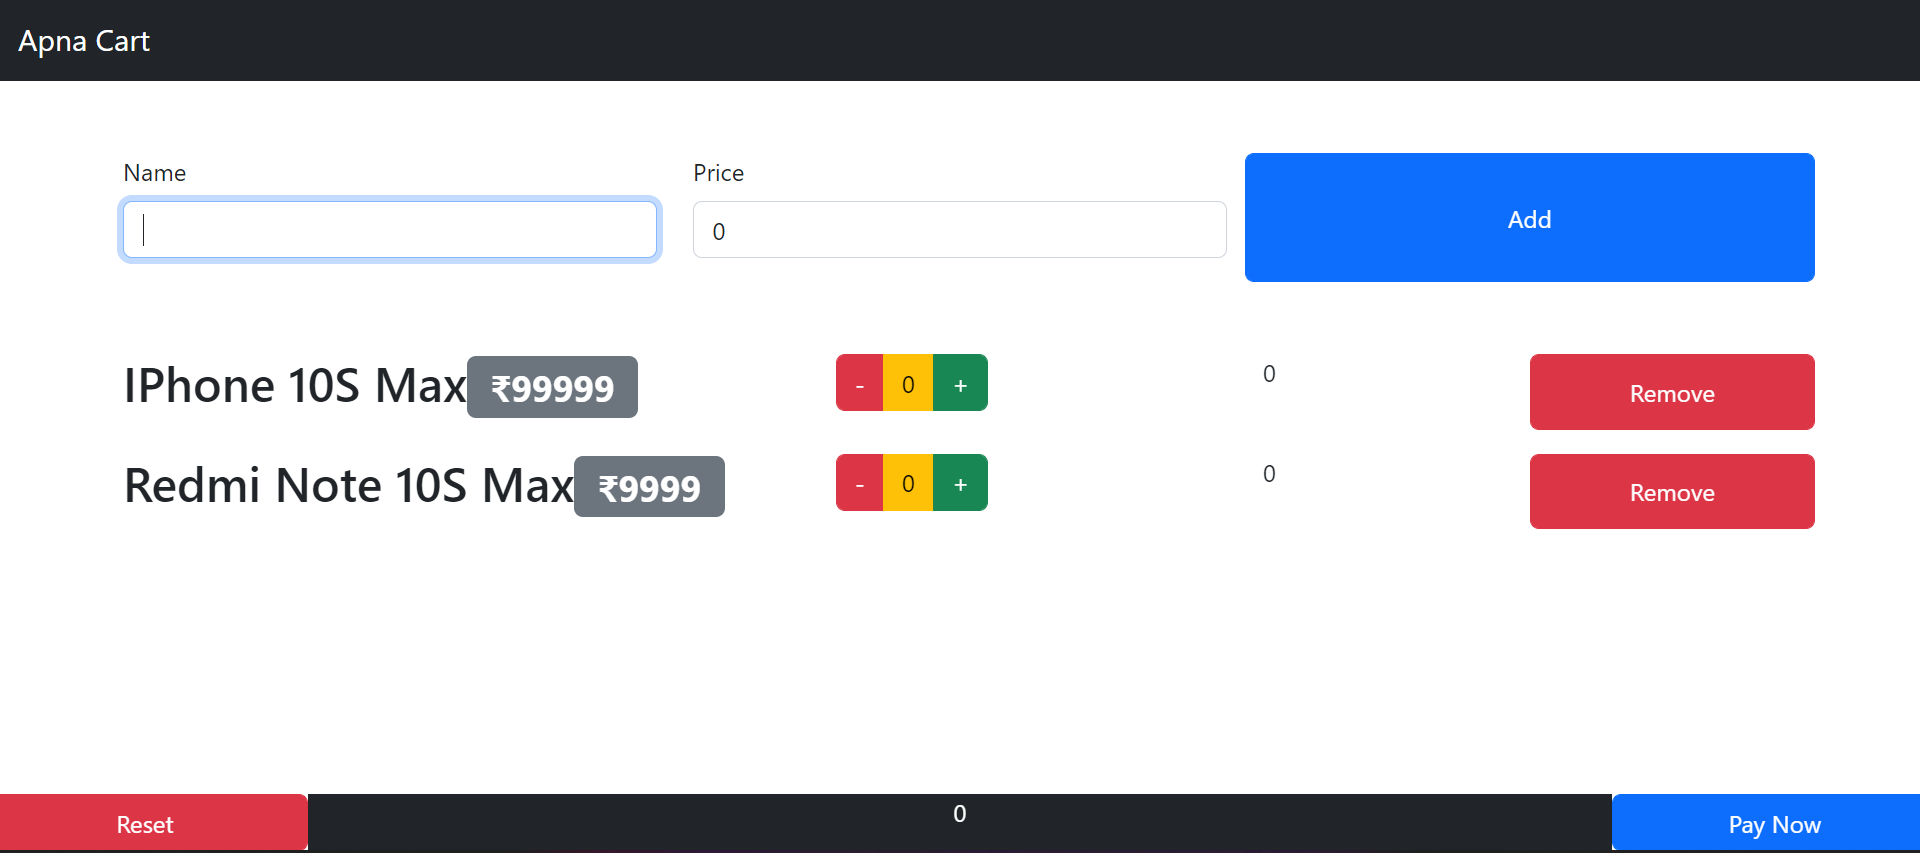 Apna Cart
Name
Price
0
Add
IPhone 10S Max ₹99999 - 0 + 0 Remove
Redmi Note 10S Max ₹9999 - 0 + 0 Remove
Reset 0 Pay Now